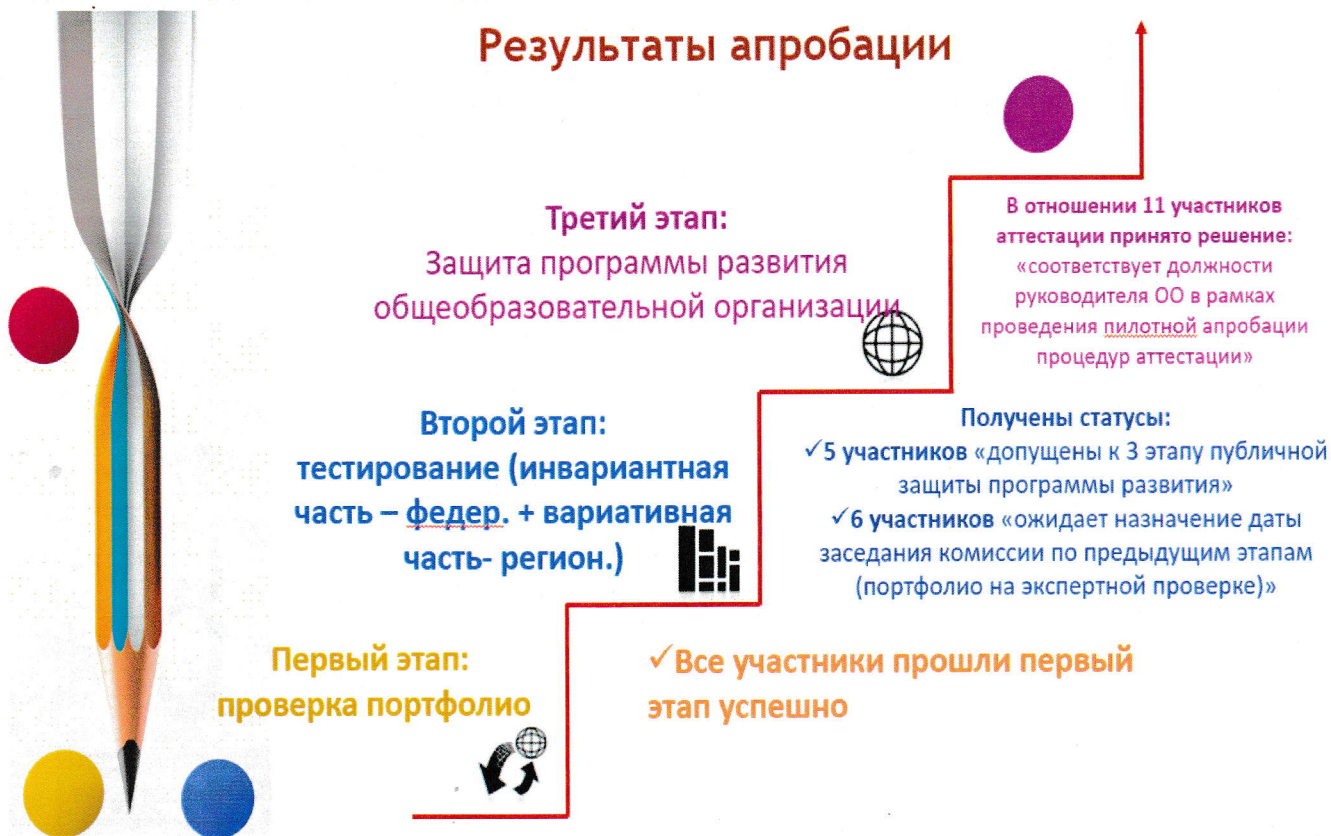 Результаты апробации
Третий этап:
Защита программы развития
общеобразовательной организации
В отношении 11 участников
аттестации принято решение:
«соответствует должности
руководителя ОО в рамках
проведения пилотной апробации
процедур аттестации»
Второй этап:
тестирование (инвариантная
часть – федер. + вариативная
часть- регион.)
Получены статусы:
✓5 участников «допущены к 3 этапу публичной
защиты программы развития»
✓6 участников «ожидает назначение даты
заседания комиссии по предыдущим этапам
(портфолио на экспертной проверке)»
Первый этап:
проверка портфолио
✓Все участники прошли первый
этап успешно